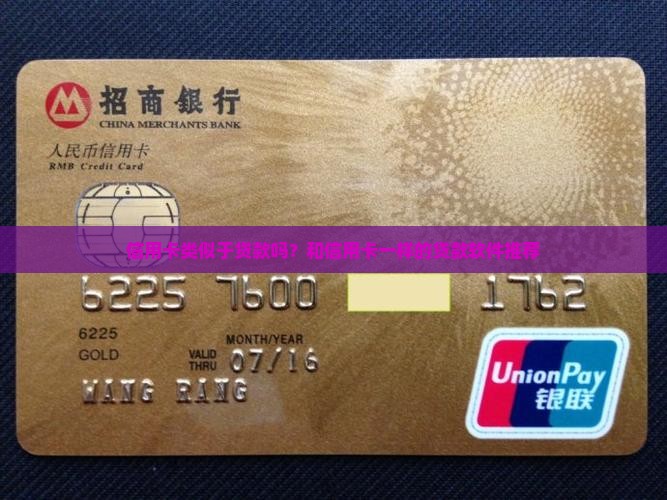 招商银行
CHINA MERCHANTS BANK
人民币信用卡
RMB Credit Card
信用卡类似于贷款吗？和信用卡一样的贷款软件推荐
6225 7600 1762
6225
MONTH/YEAR
GOLD VALID THRU 07/16
WANG RANG
UnionPay
银联